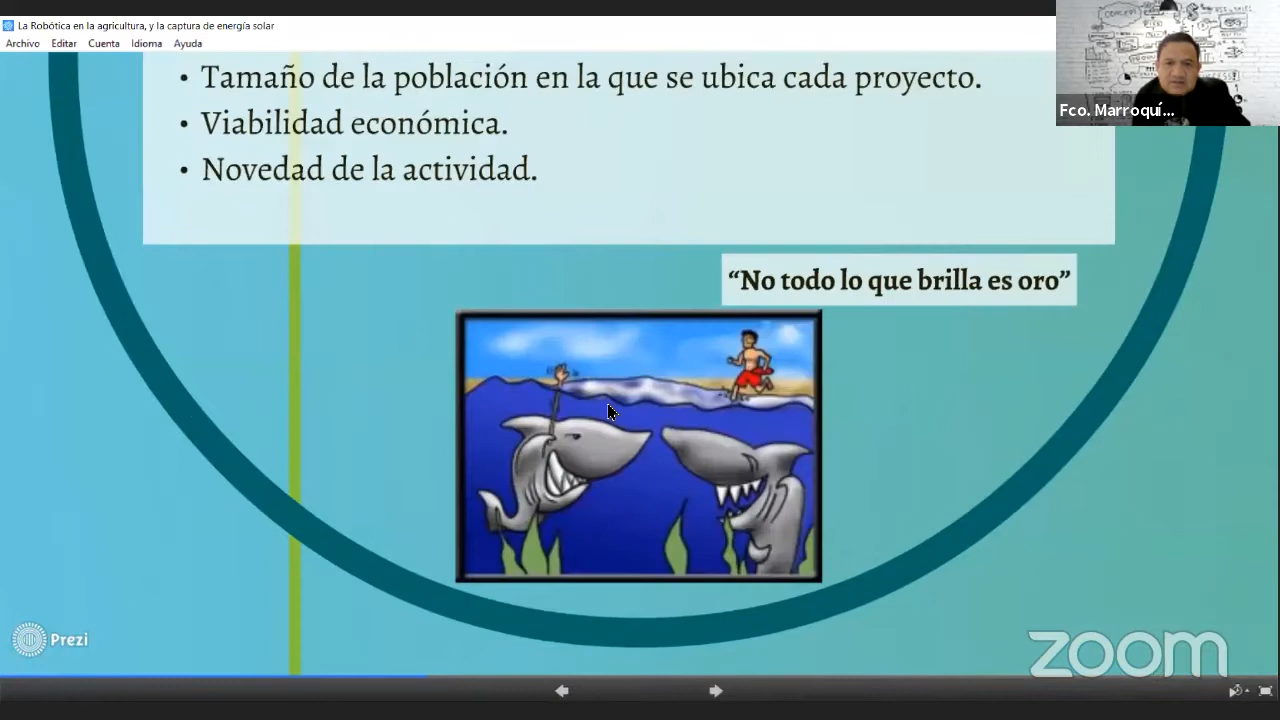 La Robótica en la agricultura, y la captura de energía solar
Archivo Editar Cuenta Idioma Ayuda
• Tamaño de la población en la que se ubica cada proyecto.
• Viabilidad económica.
• Novedad de la actividad.
Fco. Marroquí...
“No todo lo que brilla es oro”
Prezi
zoom